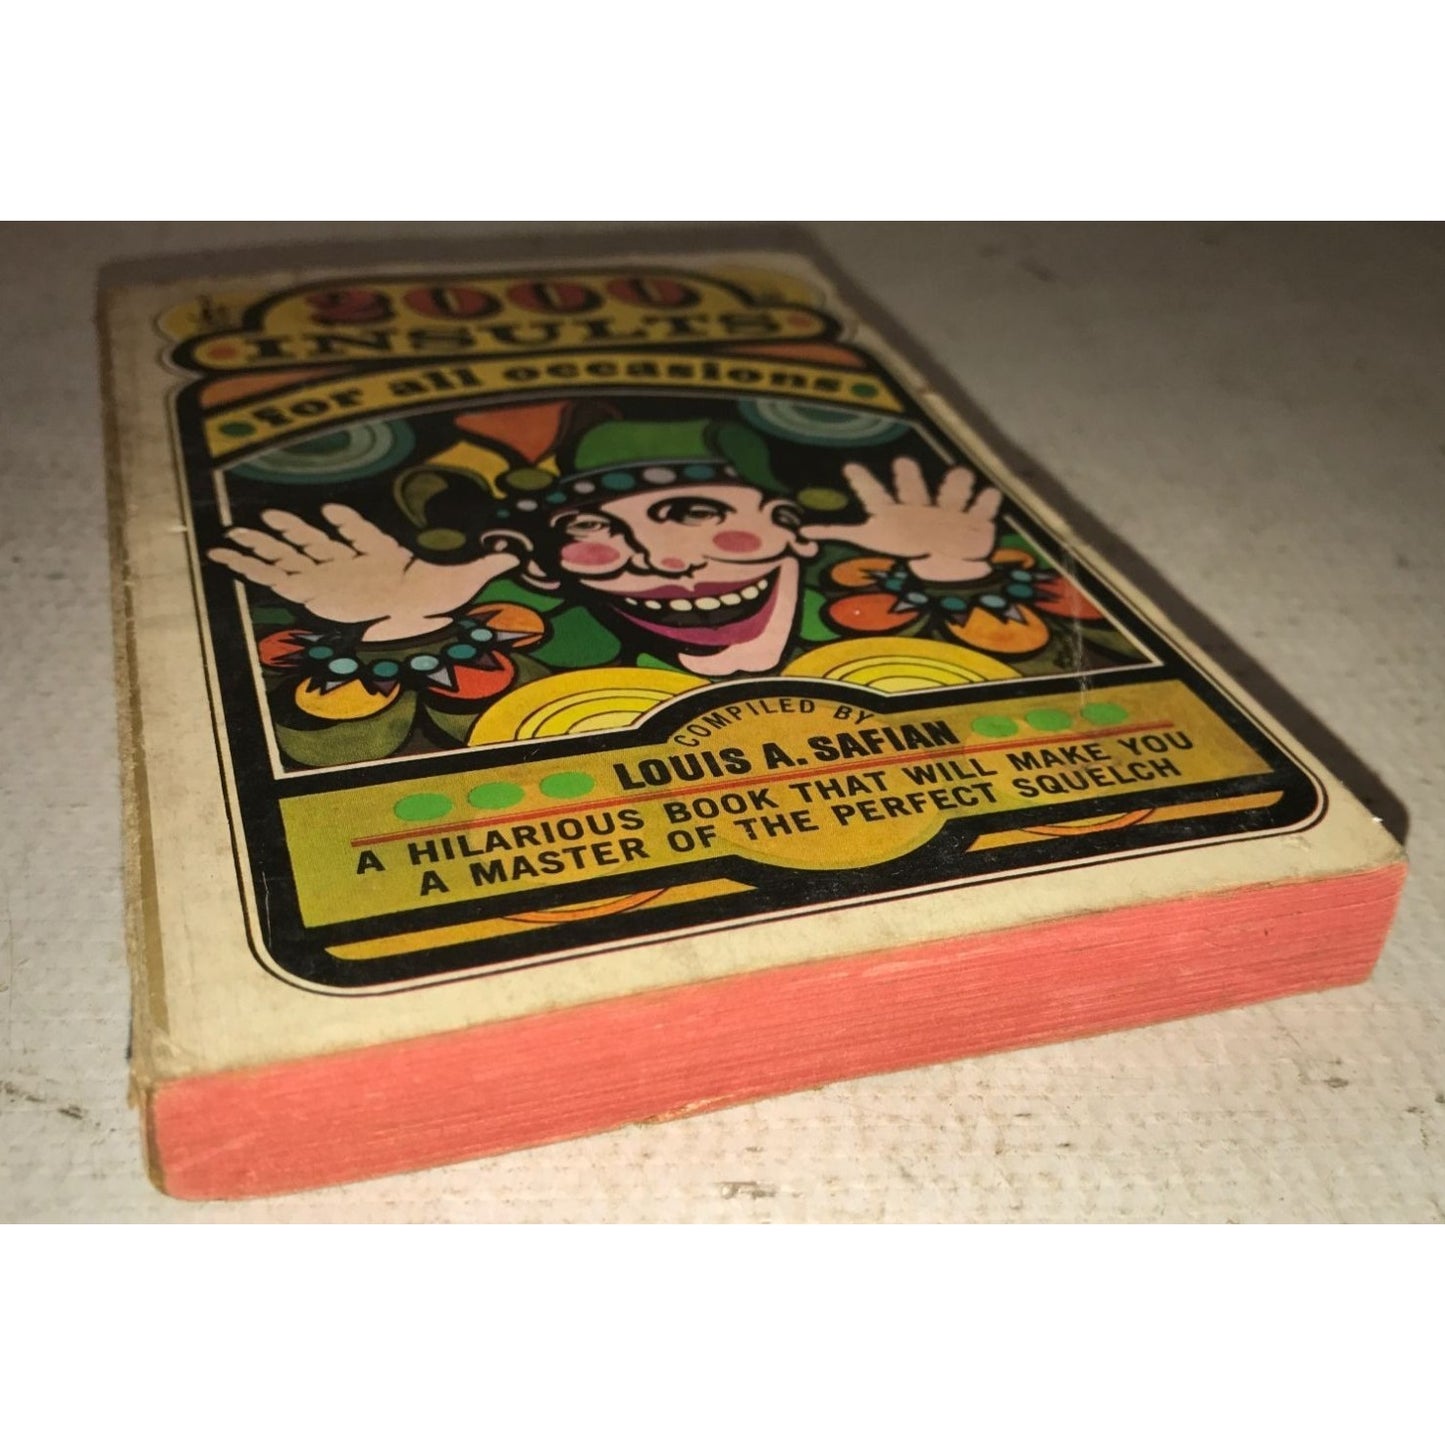 2000
INSULTS
for all occasions
COMPILED BY
LOUIS A. SAFIAN
A HILARIOUS BOOK THAT WILL MAKE YOU
A MASTER OF THE PERFECT SQUELCH